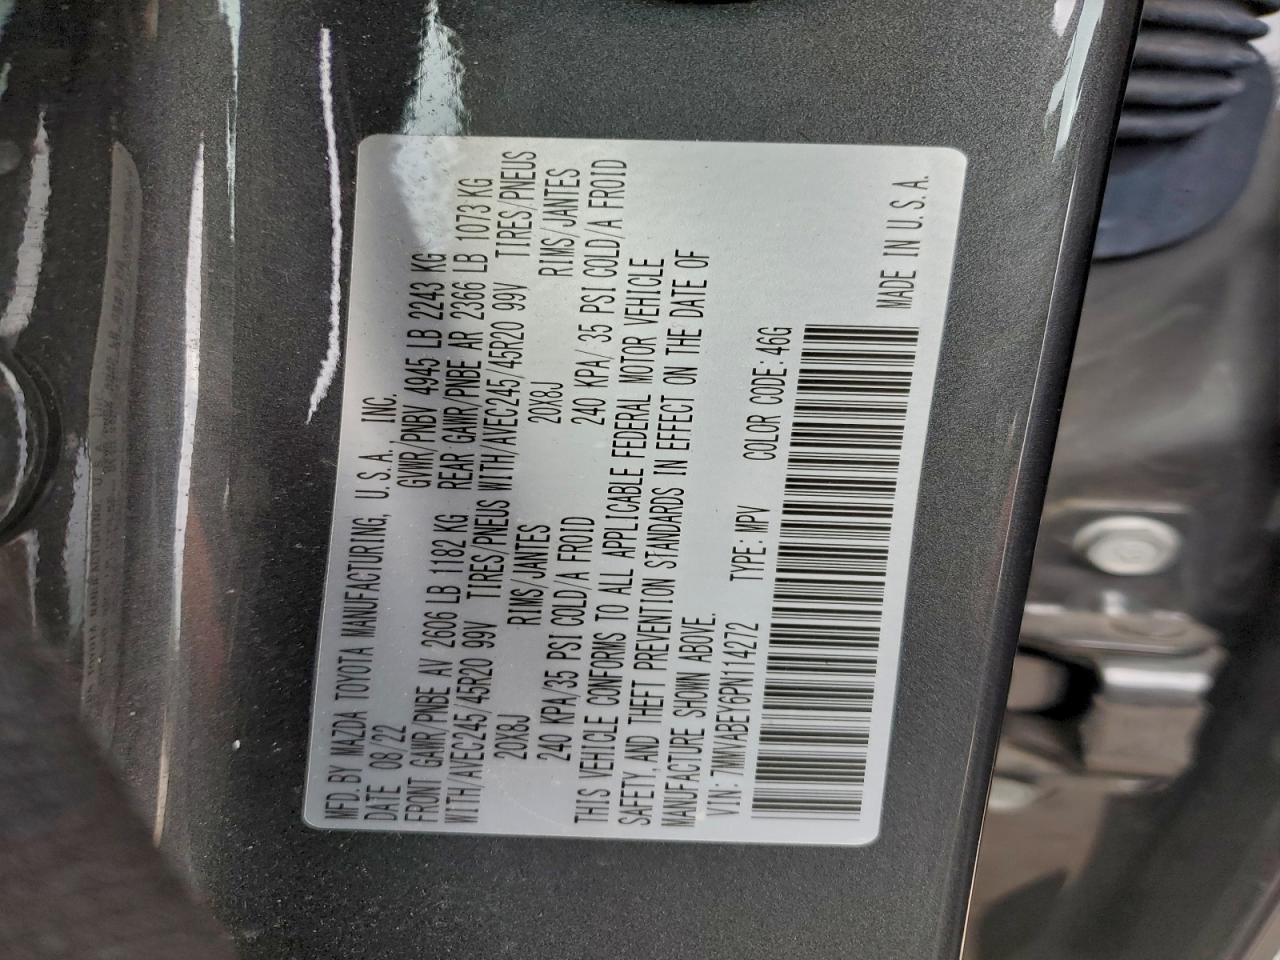 MFD. BY MAZDA TOYOTA MANUFACTURING, U.S.A., INC.
DATE 08/22 GVWR/PNBV 4945 LB 2243 KG
FRONT GAWR/PNBE AV 2606 LB 1182 KG REAR GAWR/PNBE AR 2366 LB 1073 KG
WITH/AVEC245/45R20 99V TIRES/PNEUS WITH/AVEC245/45R20 99V TIRES/PNEUS
20X8J RIMS/JANTES 20X8J RIMS/JANTES
240 KPA/35 PSI COLD/A FROID 240 KPA/35 PSI COLD/A FROID
THIS VEHICLE CONFORMS TO ALL APPLICABLE FEDERAL MOTOR VEHICLE
SAFETY, AND THEFT PREVENTION STANDARDS IN EFFECT ON THE DATE OF
MANUFACTURE SHOWN ABOVE.
VIN: 7MMVABEY6PN114272 TYPE: MPV COLOR CODE: 46G
MADE IN U.S.A.